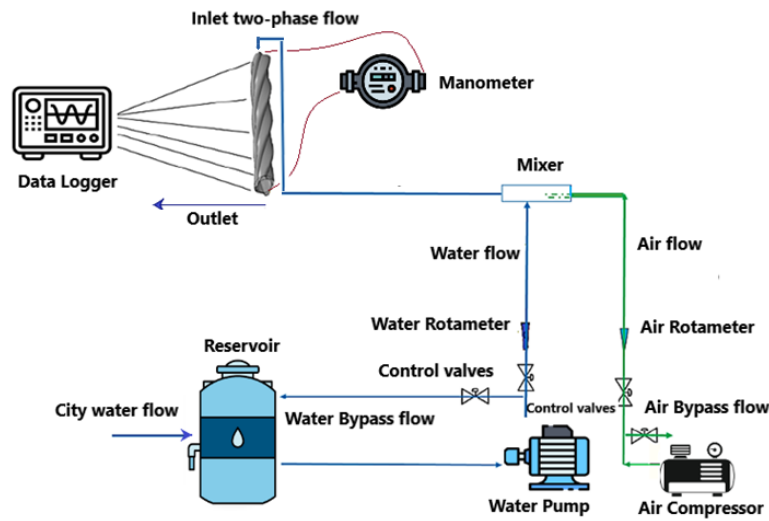 Inlet two-phase flow
Manometer
Data Logger
Mixer
Outlet
Water flow
Air flow
Water Rotameter
Air Rotameter
Reservoir
Control valves
City water flow
Water Bypass flow
Control valves
Air Bypass flow
Water Pump
Air Compressor